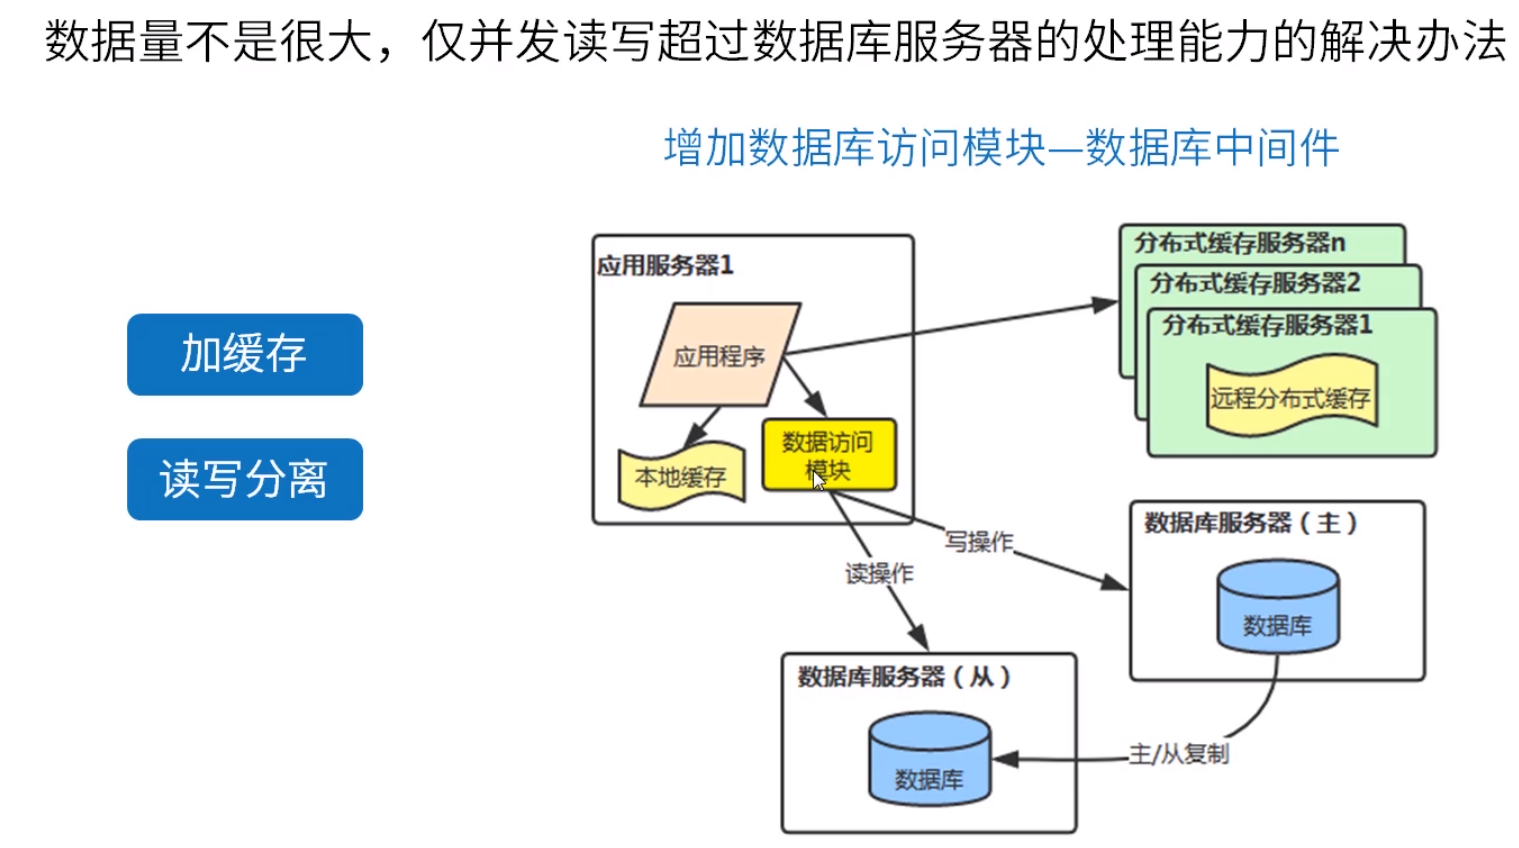 数据量不是很大，仅并发读写超过数据库服务器的处理能力的解决办法
增加数据库访问模块—数据库中间件
加缓存
读写分离
应用服务器1
应用程序
本地缓存
数据访问
模块
分布式缓存服务器n
分布式缓存服务器2
分布式缓存服务器1
远程分布式缓存
写操作
读操作
数据库服务器（主）
数据库
数据库服务器（从）
数据库
主/从复制